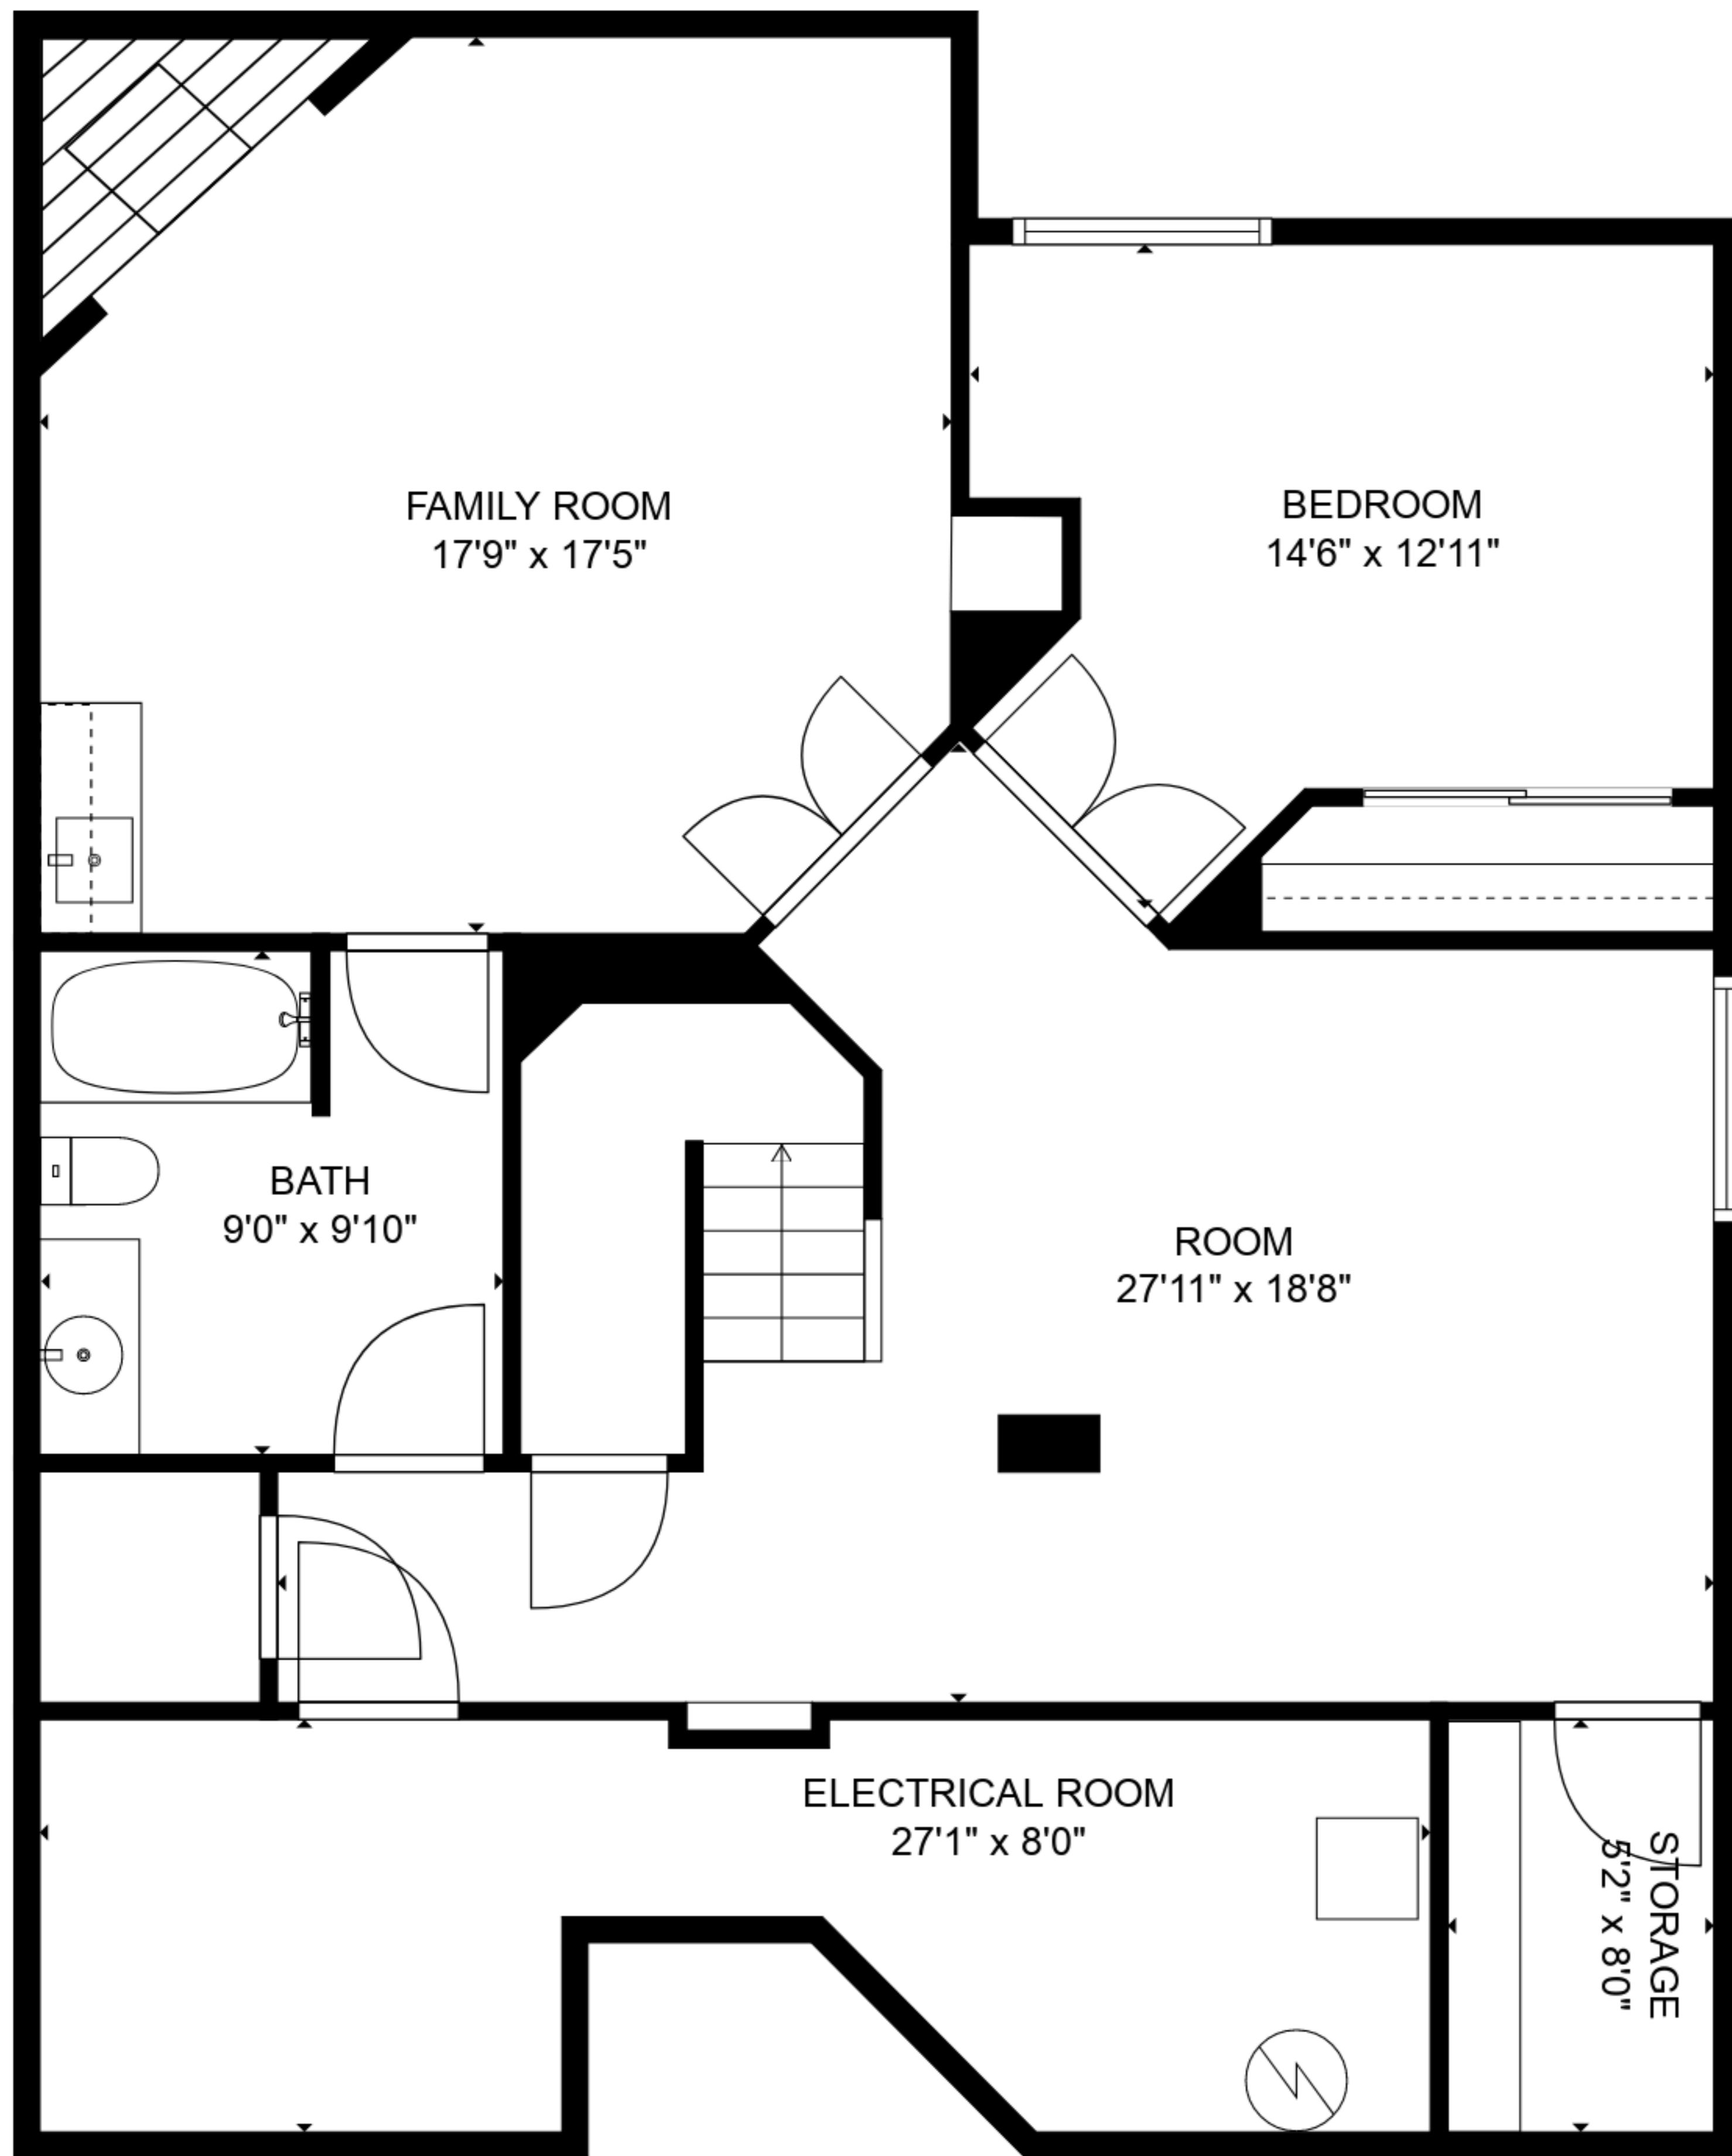 FAMILY ROOM
17'9" x 17'5"
BEDROOM
14'6" x 12'11"
BATH
9'0" x 9'10"
ROOM
27'11" x 18'8"
ELECTRICAL ROOM
27'1" x 8'0"
STORAGE
5'2" x 8'0"